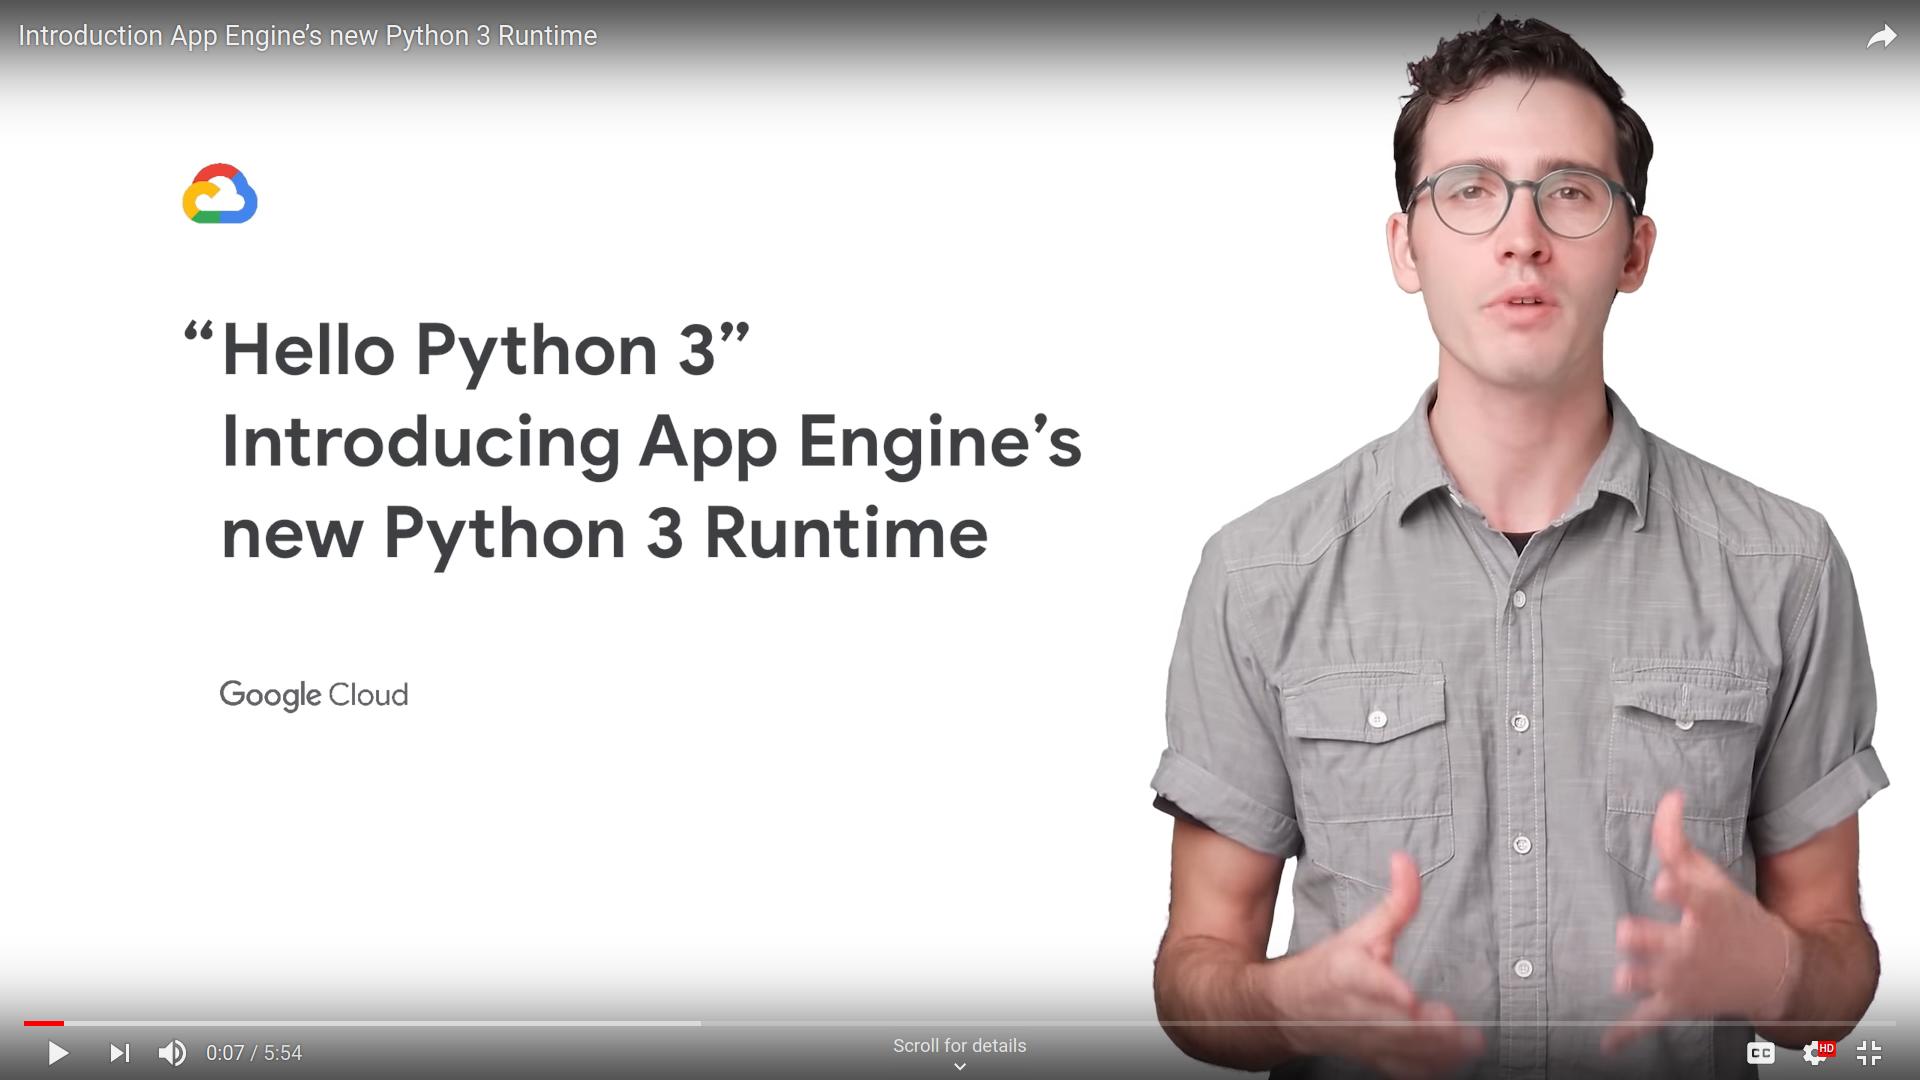 Introduction App Engine’s new Python 3 Runtime
“Hello Python 3”
Introducing App Engine’s
new Python 3 Runtime
Google Cloud
0:07 / 5:54
Scroll for details
CC
HD